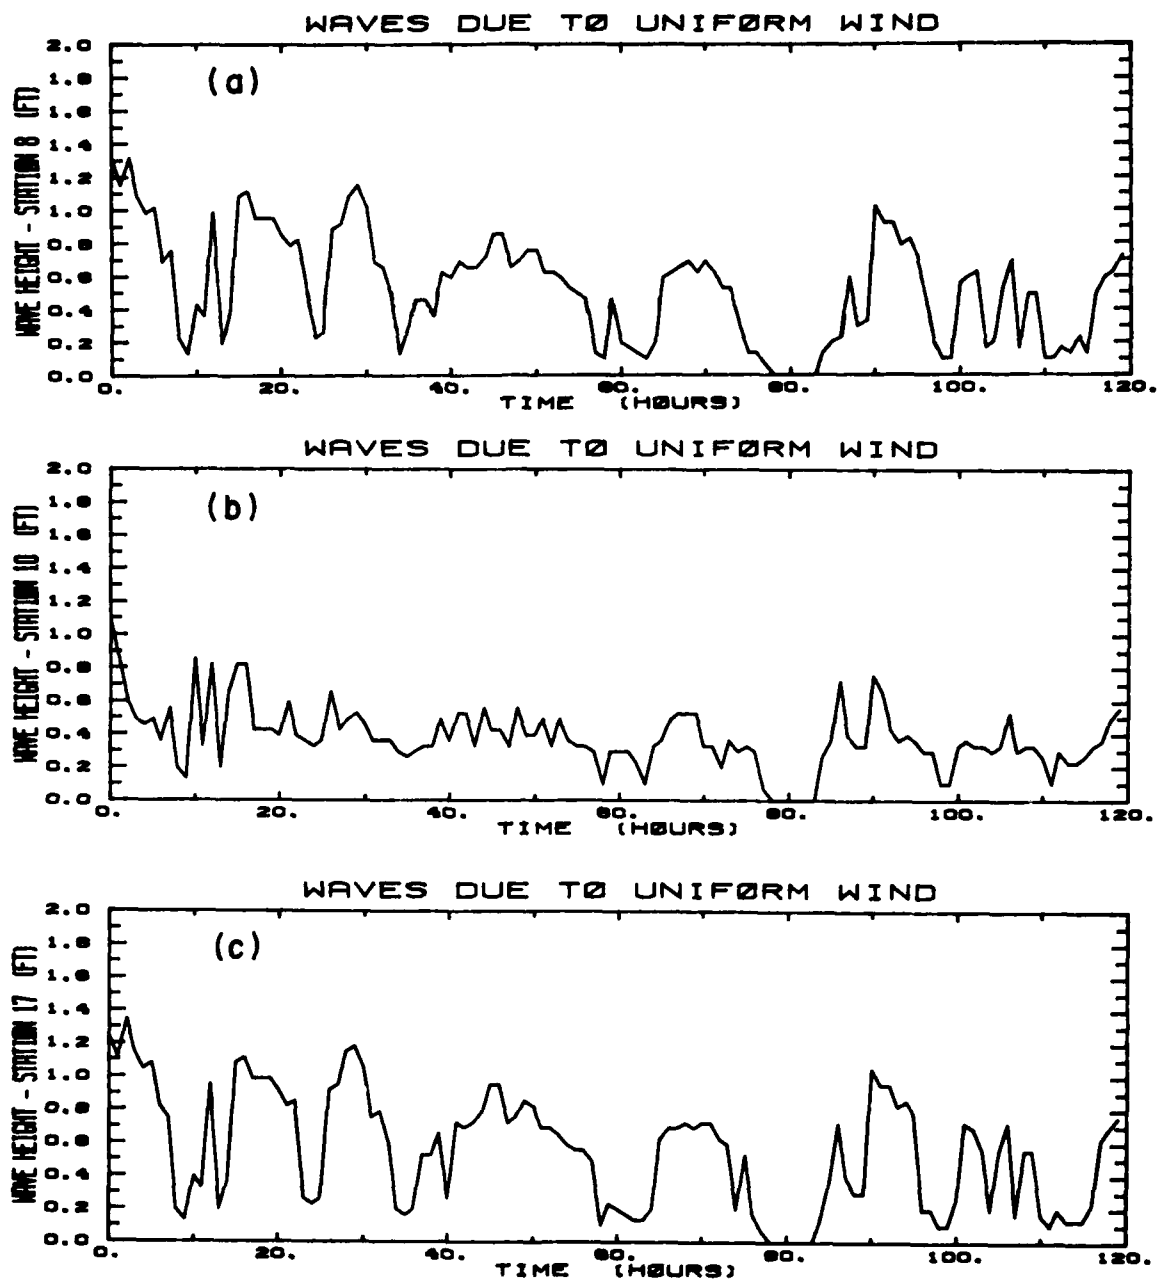 WAVES DUE TØ UNIFØRM WIND
(a)
WAVE HEIGHT - STATIØN 8 (FT)
2.0
1.8
1.6
1.4
1.2
1.0
0.8
0.6
0.4
0.2
0.0
0. 20. 40. 60. 80. 100. 120.
TIME (HØURS)
WAVES DUE TØ UNIFØRM WIND
(b)
WAVE HEIGHT - STATIØN 10 (FT)
2.0
1.8
1.6
1.4
1.2
1.0
0.8
0.6
0.4
0.2
0.0
0. 20. 40. 60. 80. 100. 120.
TIME (HØURS)
WAVES DUE TØ UNIFØRM WIND
(c)
WAVE HEIGHT - STATIØN 17 (FT)
2.0
1.8
1.6
1.4
1.2
1.0
0.8
0.6
0.4
0.2
0.0
0. 20. 40. 60. 80. 100. 120.
TIME (HØURS)